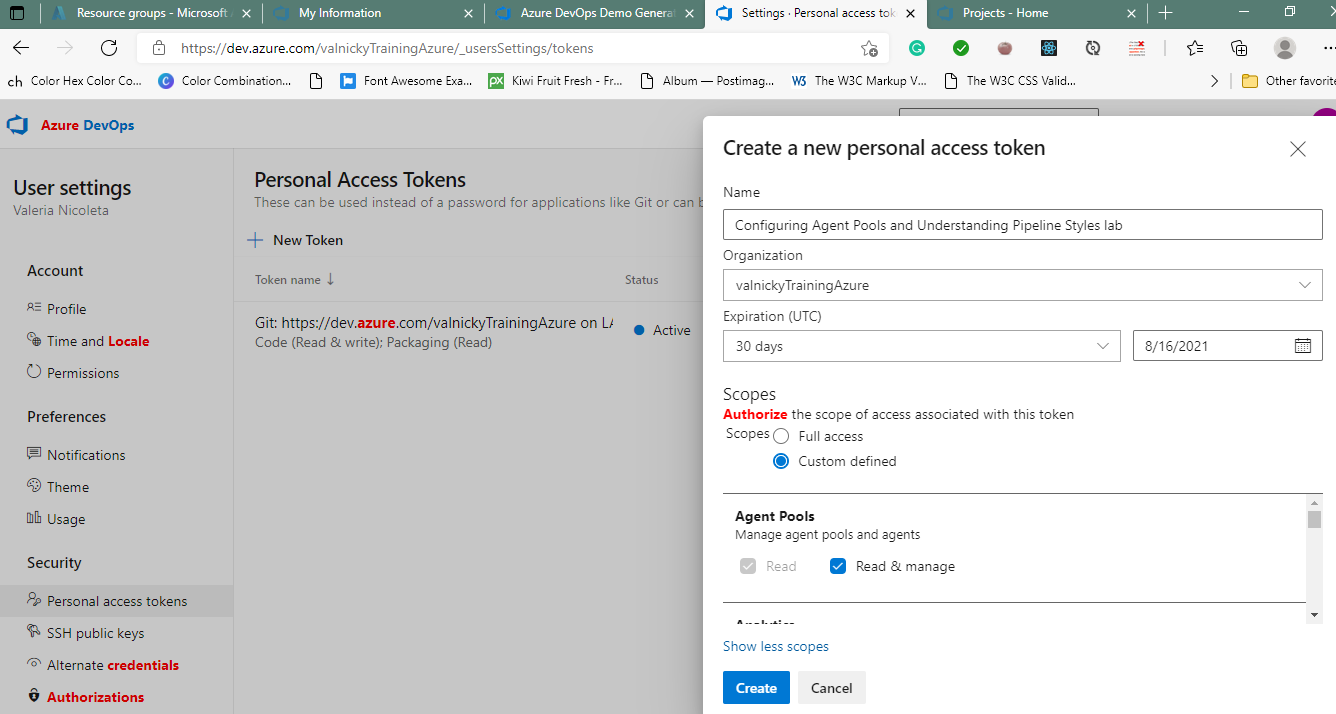 Resource groups - Microsoft
My Information
Azure DevOps Demo Genera
Settings · Personal access tok
Projects - Home
https://dev.azure.com/valnickyTrainingAzure/_usersSettings/tokens
ch Color Hex Color Co...
Color Combination...
Font Awesome Exa...
px Kiwi Fruit Fresh - Fr...
Album — Postimag...
W3 The W3C Markup V...
The W3C CSS Valid...
Other favorite
Azure DevOps
User settings
Valeria Nicoleta
Account
Profile
Time and Locale
Permissions
Preferences
Notifications
Theme
Usage
Security
Personal access tokens
SSH public keys
Alternate credentials
Authorizations
Personal Access Tokens
These can be used instead of a password for applications like Git or can b
New Token
Token name ↓ Status
Git: https://dev.azure.com/valnickyTrainingAzure on LA
Active
Code (Read & write); Packaging (Read)
Create a new personal access token
Name
Configuring Agent Pools and Understanding Pipeline Styles lab
Organization
valnickyTrainingAzure
Expiration (UTC)
30 days 8/16/2021
Scopes
Authorize the scope of access associated with this token
Scopes Full access
Custom defined
Agent Pools
Manage agent pools and agents
Read Read & manage
Analytics
Show less scopes
Create Cancel